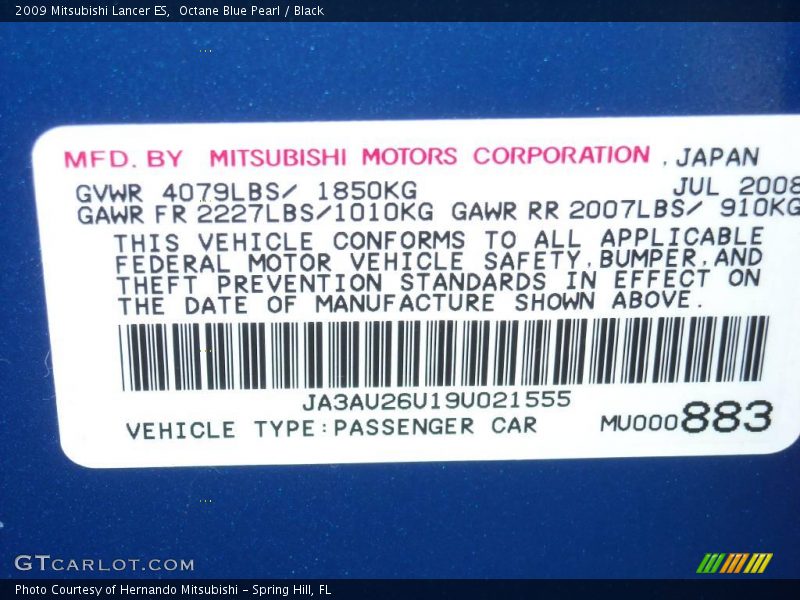 2009 Mitsubishi Lancer ES, Octane Blue Pearl / Black
MFD. BY MITSUBISHI MOTORS CORPORATION , JAPAN
GVWR 4079LBS/ 1850KG JUL 2008
GAWR FR 2227LBS/1010KG GAWR RR 2007LBS/ 910KG
THIS VEHICLE CONFORMS TO ALL APPLICABLE
FEDERAL MOTOR VEHICLE SAFETY,BUMPER,AND
THEFT PREVENTION STANDARDS IN EFFECT ON
THE DATE OF MANUFACTURE SHOWN ABOVE.
JA3AU26U19U021555
VEHICLE TYPE:PASSENGER CAR MU000883
GTCARLOT.COM
Photo Courtesy of Hernando Mitsubishi - Spring Hill, FL